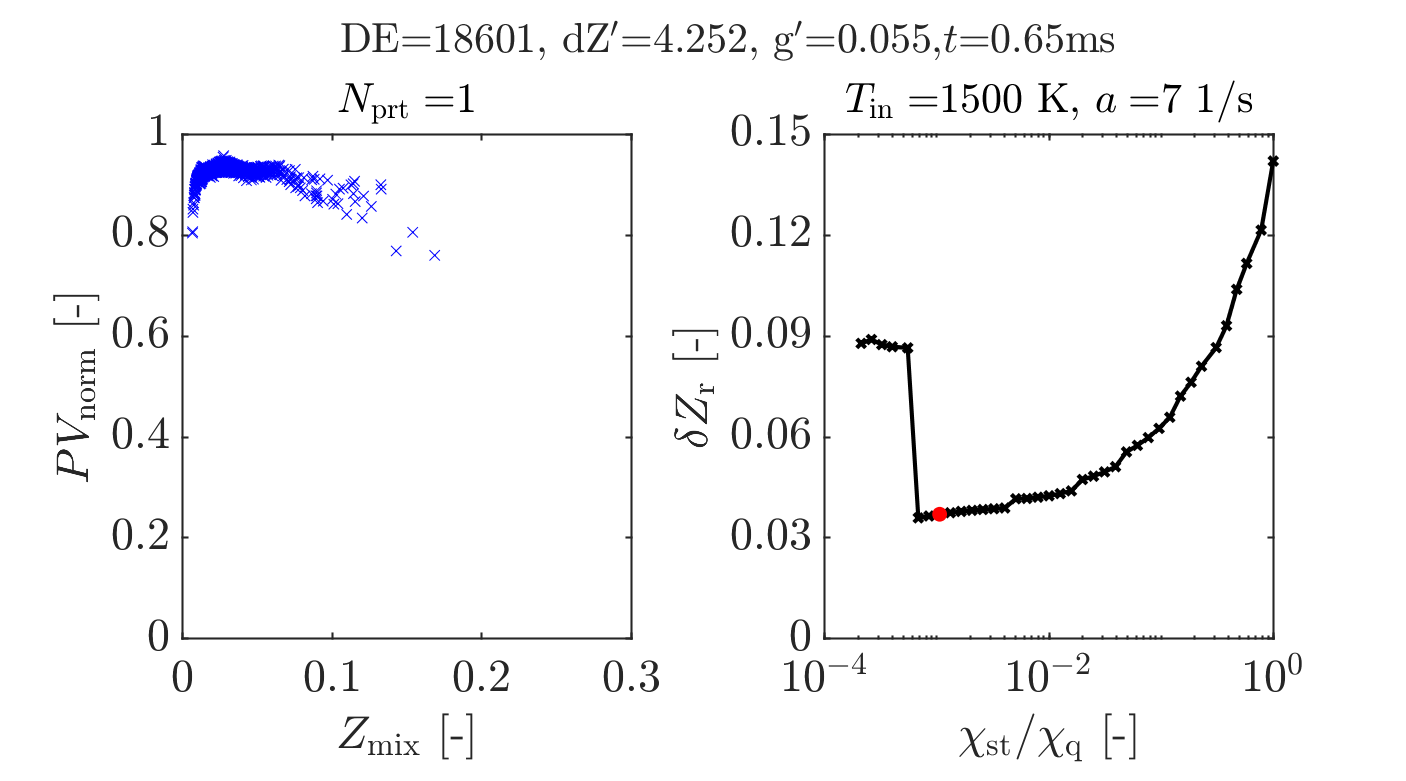 DE=18601, dZ′=4.252, g′=0.055,t=0.65ms
N_prt =1
T_in =1500 K, a =7 1/s
PV_norm [-]
1
0.8
0.6
0.4
0.2
0
0
0.1
0.2
0.3
Z_mix [-]
δZ_r [-]
0.15
0.12
0.09
0.06
0.03
0
10^−4
10^−2
10^0
χ_st/χ_q [-]